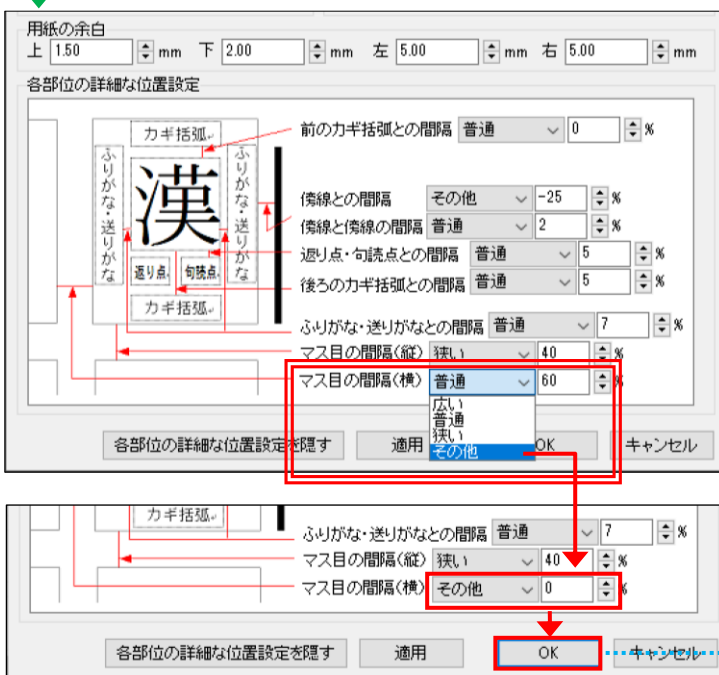 用紙の余白
上 1.50 mm 下 2.00 mm 左 5.00 mm 右 5.00 mm
各部位の詳細な位置設定
カギ括弧
ふりがな・送りがな
漢
ふりがな・送りがな
返り点 句読点
カギ括弧
前のカギ括弧との間隔 普通 0 %
傍線との間隔 その他 -25 %
傍線と傍線の間隔 普通 2 %
返り点・句読点との間隔 普通 5 %
後ろのカギ括弧との間隔 普通 5 %
ふりがな・送りがなとの間隔 普通 7 %
マス目の間隔(縦) 狭い 40 %
マス目の間隔(横) 普通 60 %
広い
普通
狭い
その他
各部位の詳細な位置設定を隠す 適用 OK キャンセル
カギ括弧
ふりがな・送りがなとの間隔 普通 7 %
マス目の間隔(縦) 狭い 40 %
マス目の間隔(横) その他 0 %
各部位の詳細な位置設定を隠す 適用 OK キャンセル